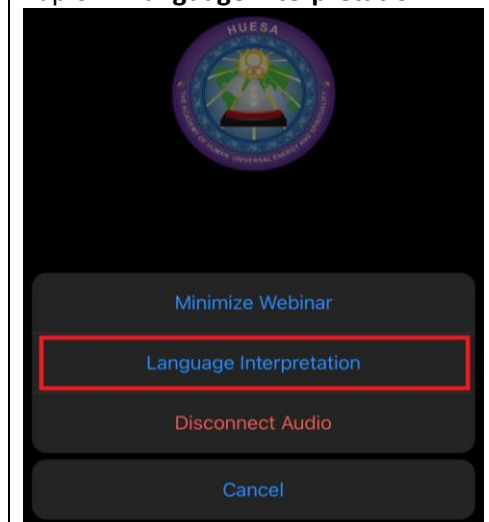 HUESA
THE ACADEMY OF HUMAN UNIVERSAL ENERGY AND SPIRITUALITY
Minimize Webinar
Language Interpretation
Disconnect Audio
Cancel